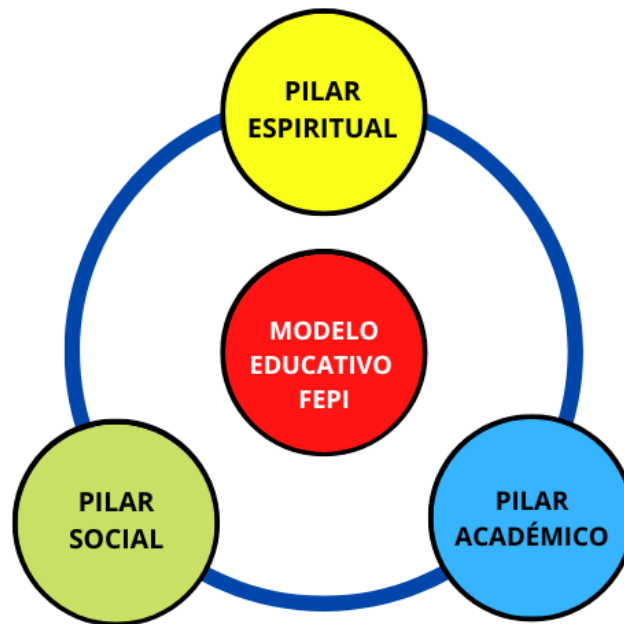 PILAR
ESPIRITUAL
MODELO
EDUCATIVO
FEPI
PILAR
SOCIAL
PILAR
ACADÉMICO